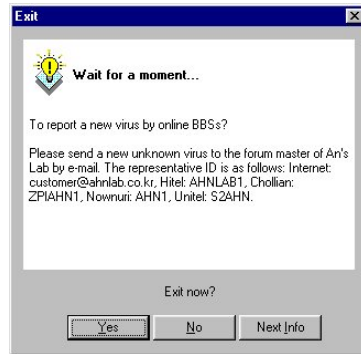 Exit
Wait for a moment...
To report a new virus by online BBSs?
Please send a new unknown virus to the forum master of An's
Lab by e-mail. The representative ID is as follows: Internet:
customer@ahnlab.co.kr, Hitel: AHNLAB1, Chollian:
ZPIAHN1, Nownuri: AHN1, Unitel: S2AHN.
Exit now?
Yes No Next Info